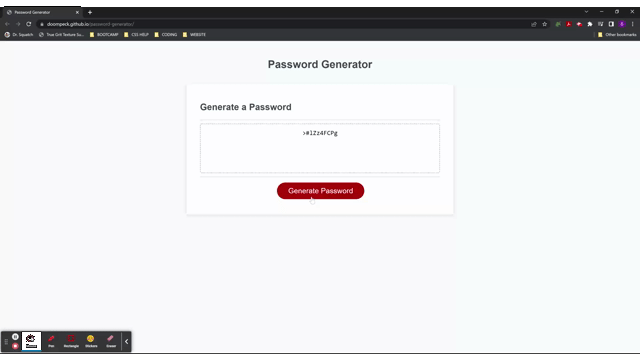 Password Generator
doompeck.github.io/password-generator/
Dr. Squatch
True Grit Texture Su...
BOOTCAMP
CSS HELP
CODING
WEBSITE
Other bookmarks
Password Generator
Generate a Password
>#lZz4FCPg
Generate Password
Pen
Rectangle
Stickers
Eraser